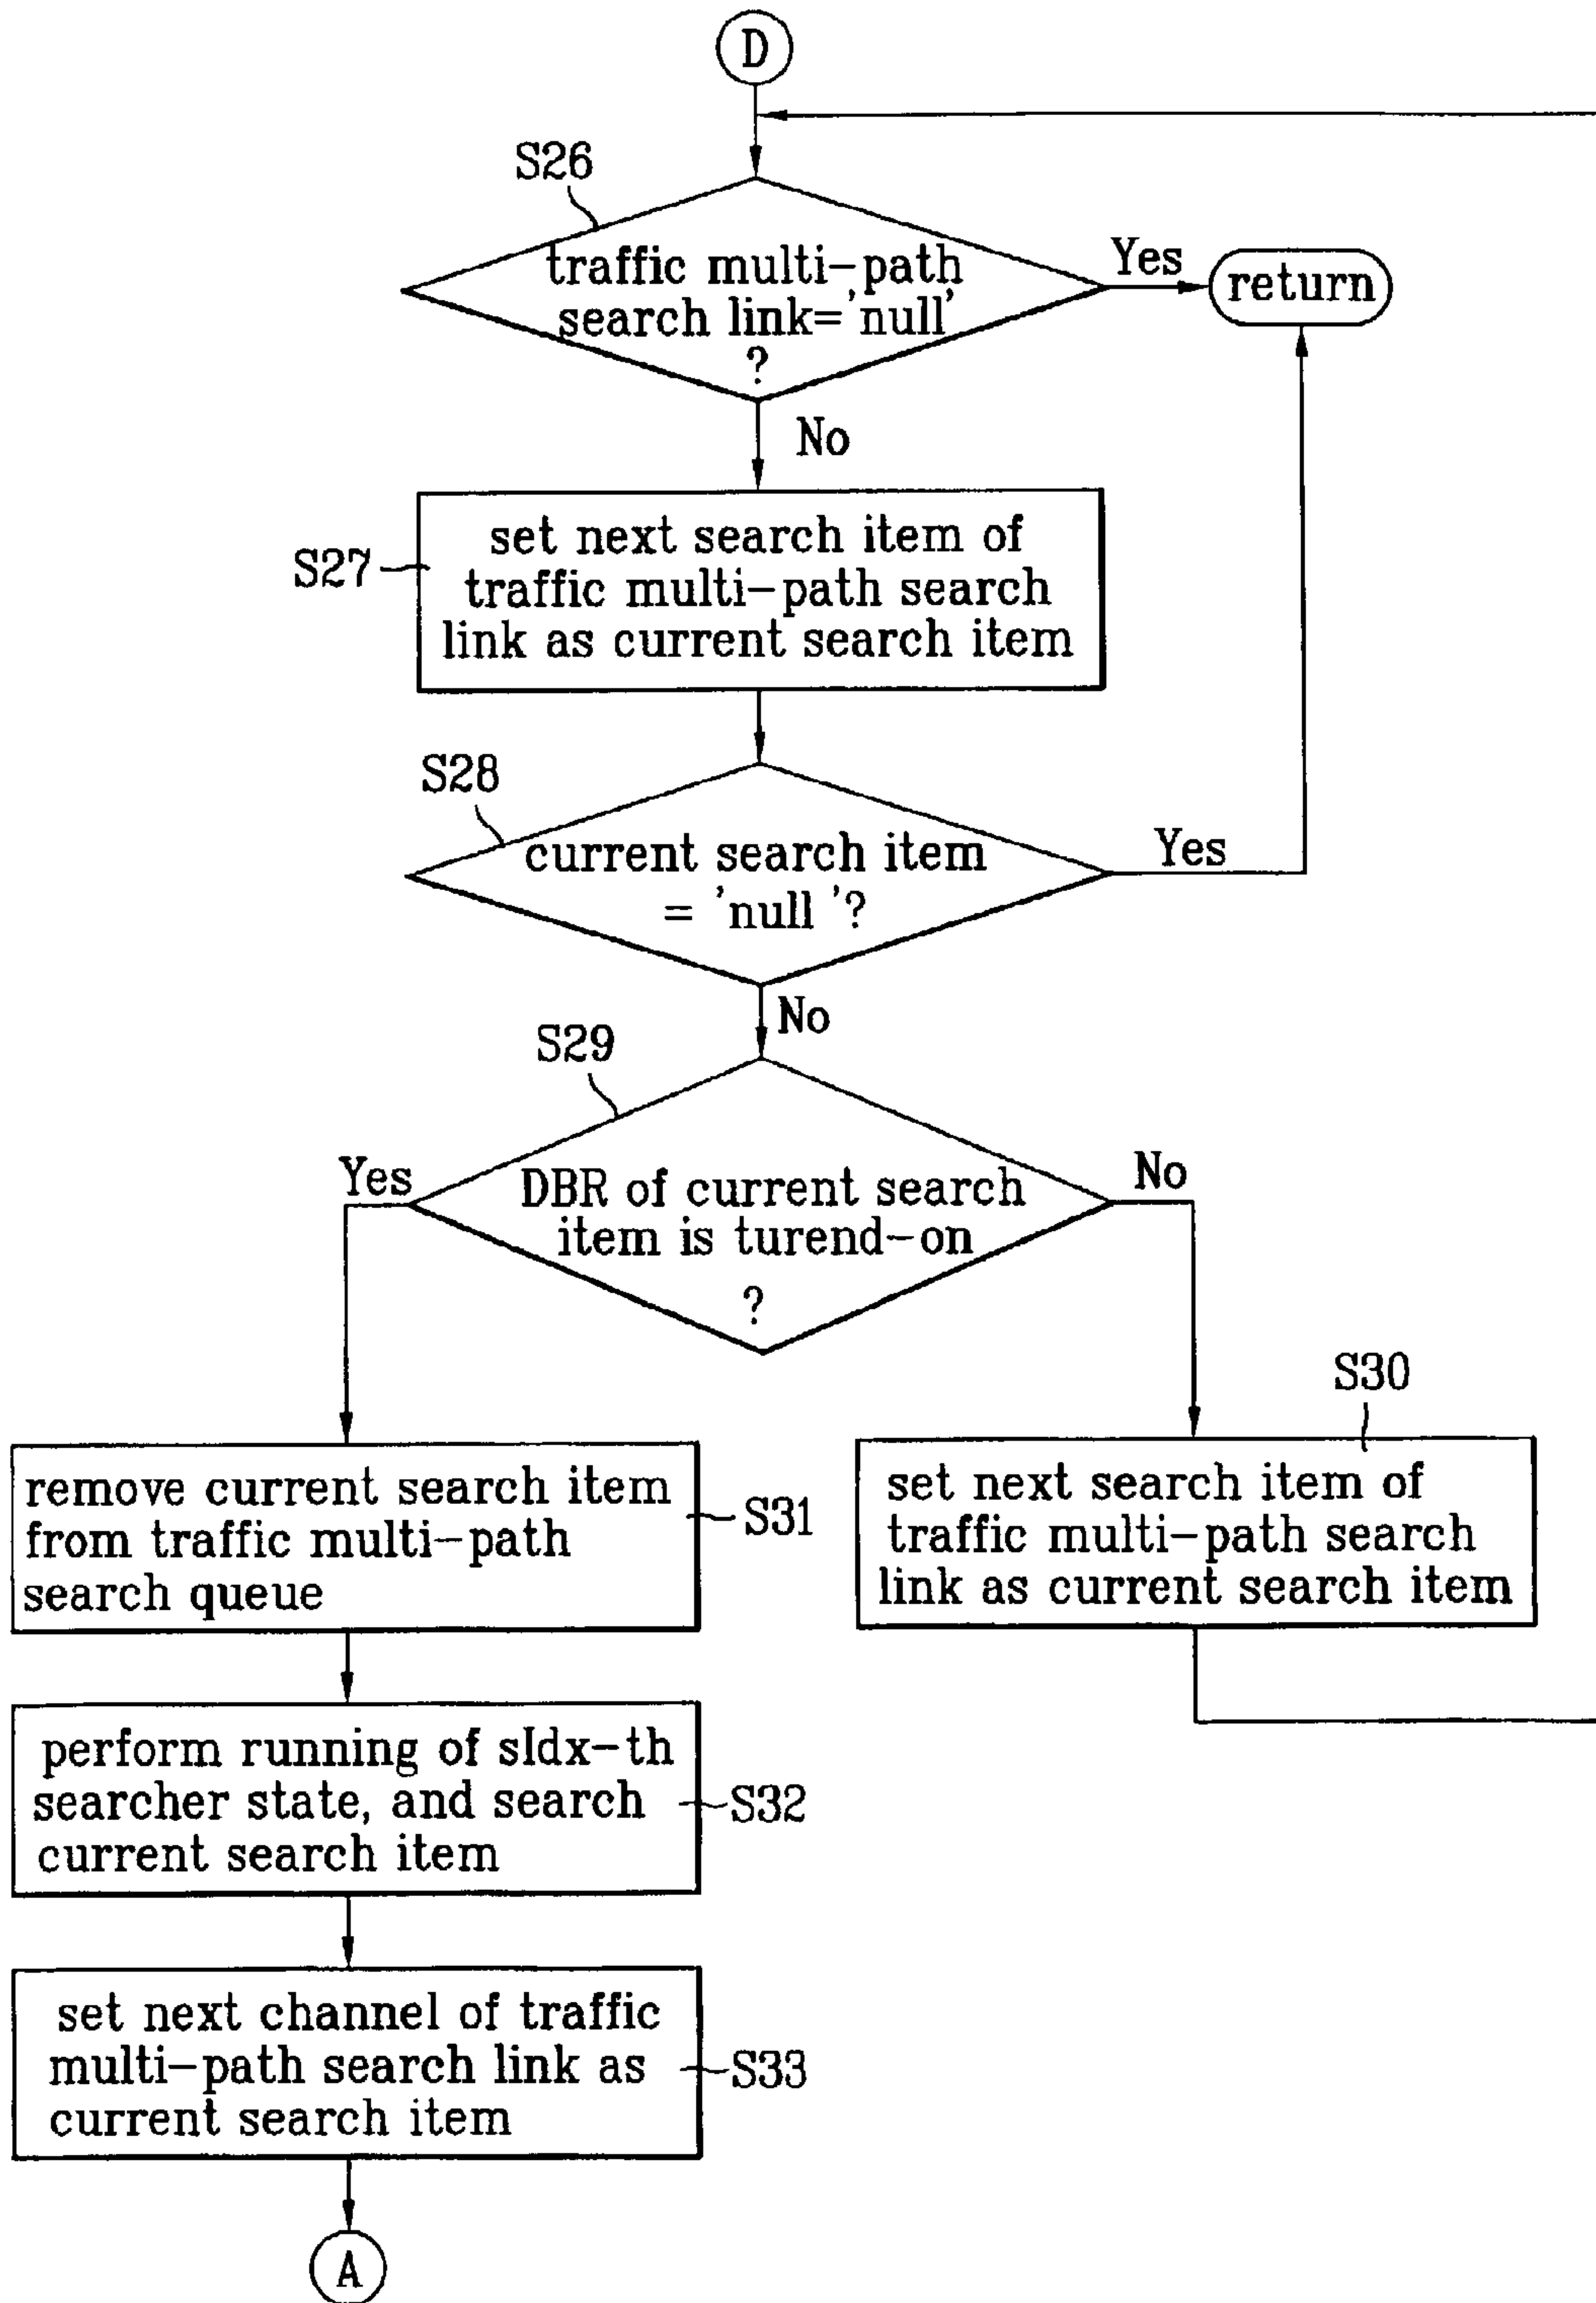 D
S26
traffic multi-path
search link='null'
?
Yes
return
No
S27
set next search item of
traffic multi-path search
link as current search item
S28
current search item
= 'null '?
Yes
No
S29
Yes
DBR of current search
item is turend-on
?
No
S30
set next search item of
traffic multi-path search
link as current search item
remove current search item
from traffic multi-path
search queue
S31
perform running of sIdx-th
searcher state, and search
current search item
S32
set next channel of traffic
multi-path search link as
current search item
S33
A